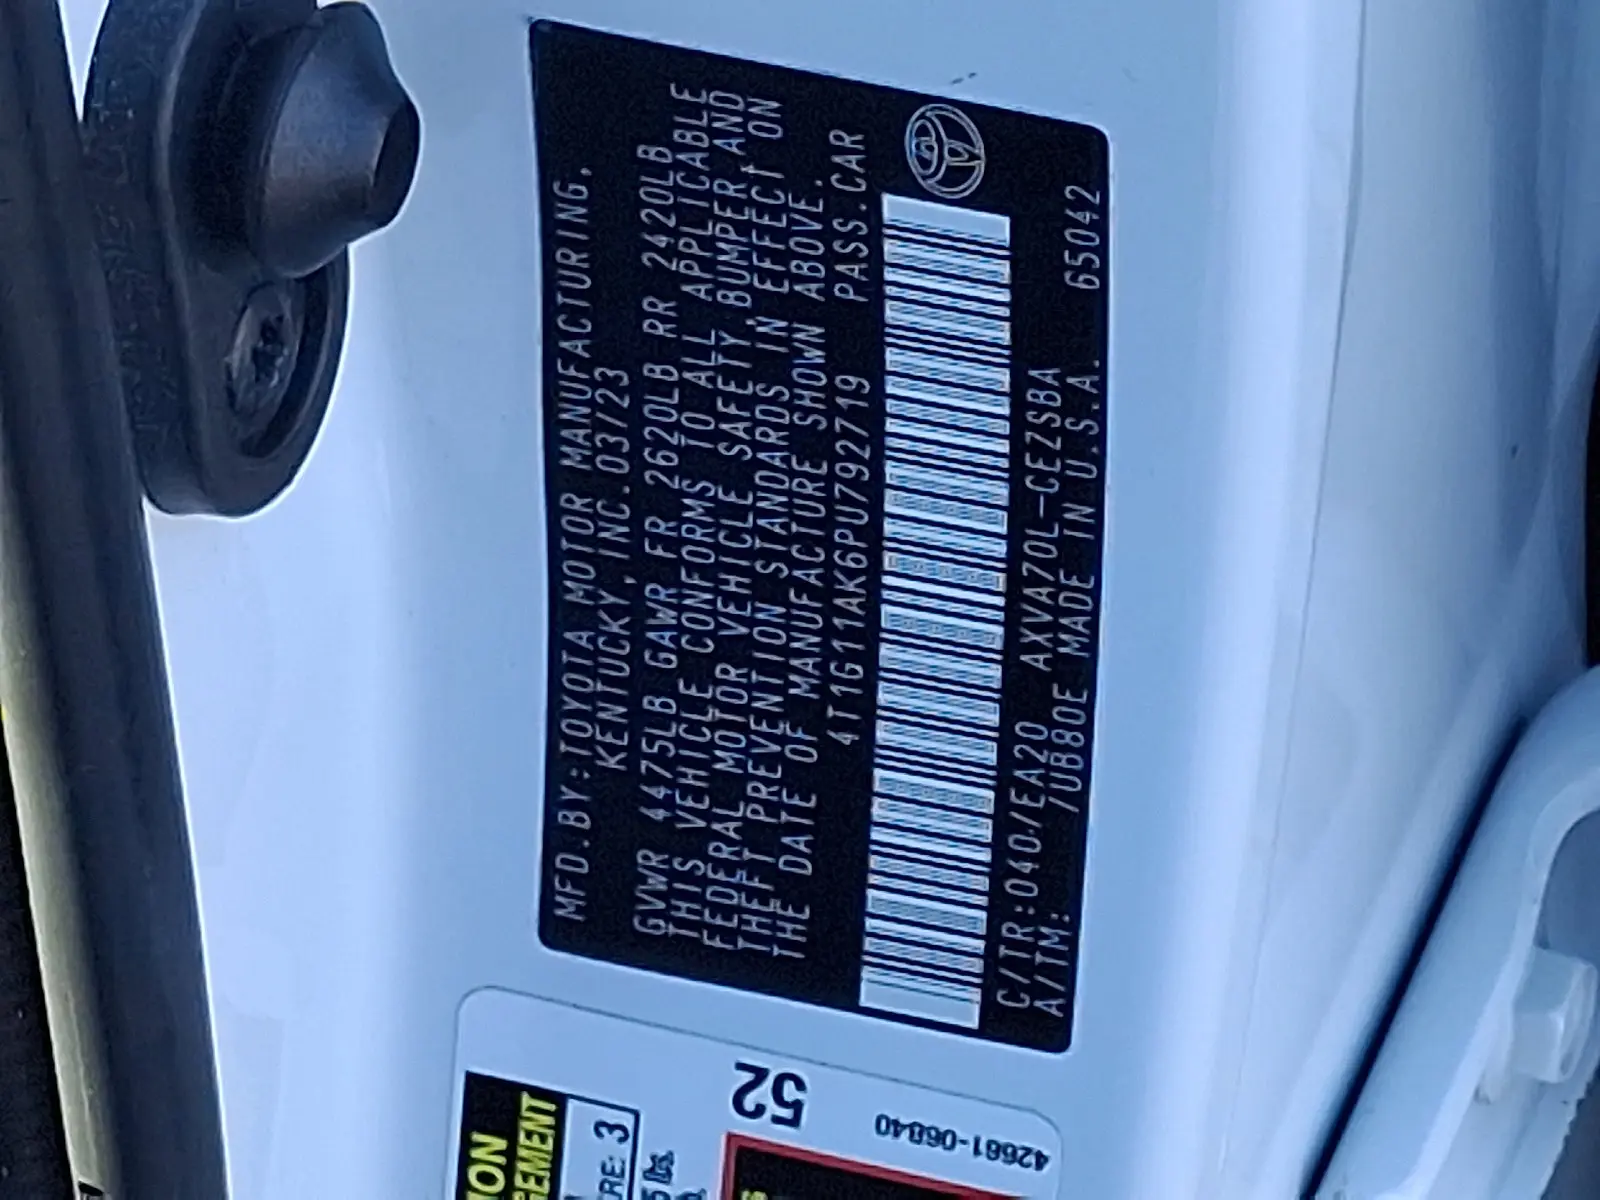 MFD.BY:TOYOTA MOTOR MANUFACTURING,
KENTUCKY,INC.03/23
GVWR 4475LB GAWR FR 2620LB RR 2420LB
THIS VEHICLE CONFORMS TO ALL APPLICABLE
FEDERAL MOTOR VEHICLE SAFETY,BUMPER,AND
THEFT PREVENTION STANDARDS IN EFFECT ON
THE DATE OF MANUFACTURE SHOWN ABOVE.
4T1G11AK6PU792719 PASS.CAR
C/TR:040/EA20 AXVA70L-CEZSBA
A/TM: /UB80E MADE IN U.S.A. 65042
52
42661-06840
3